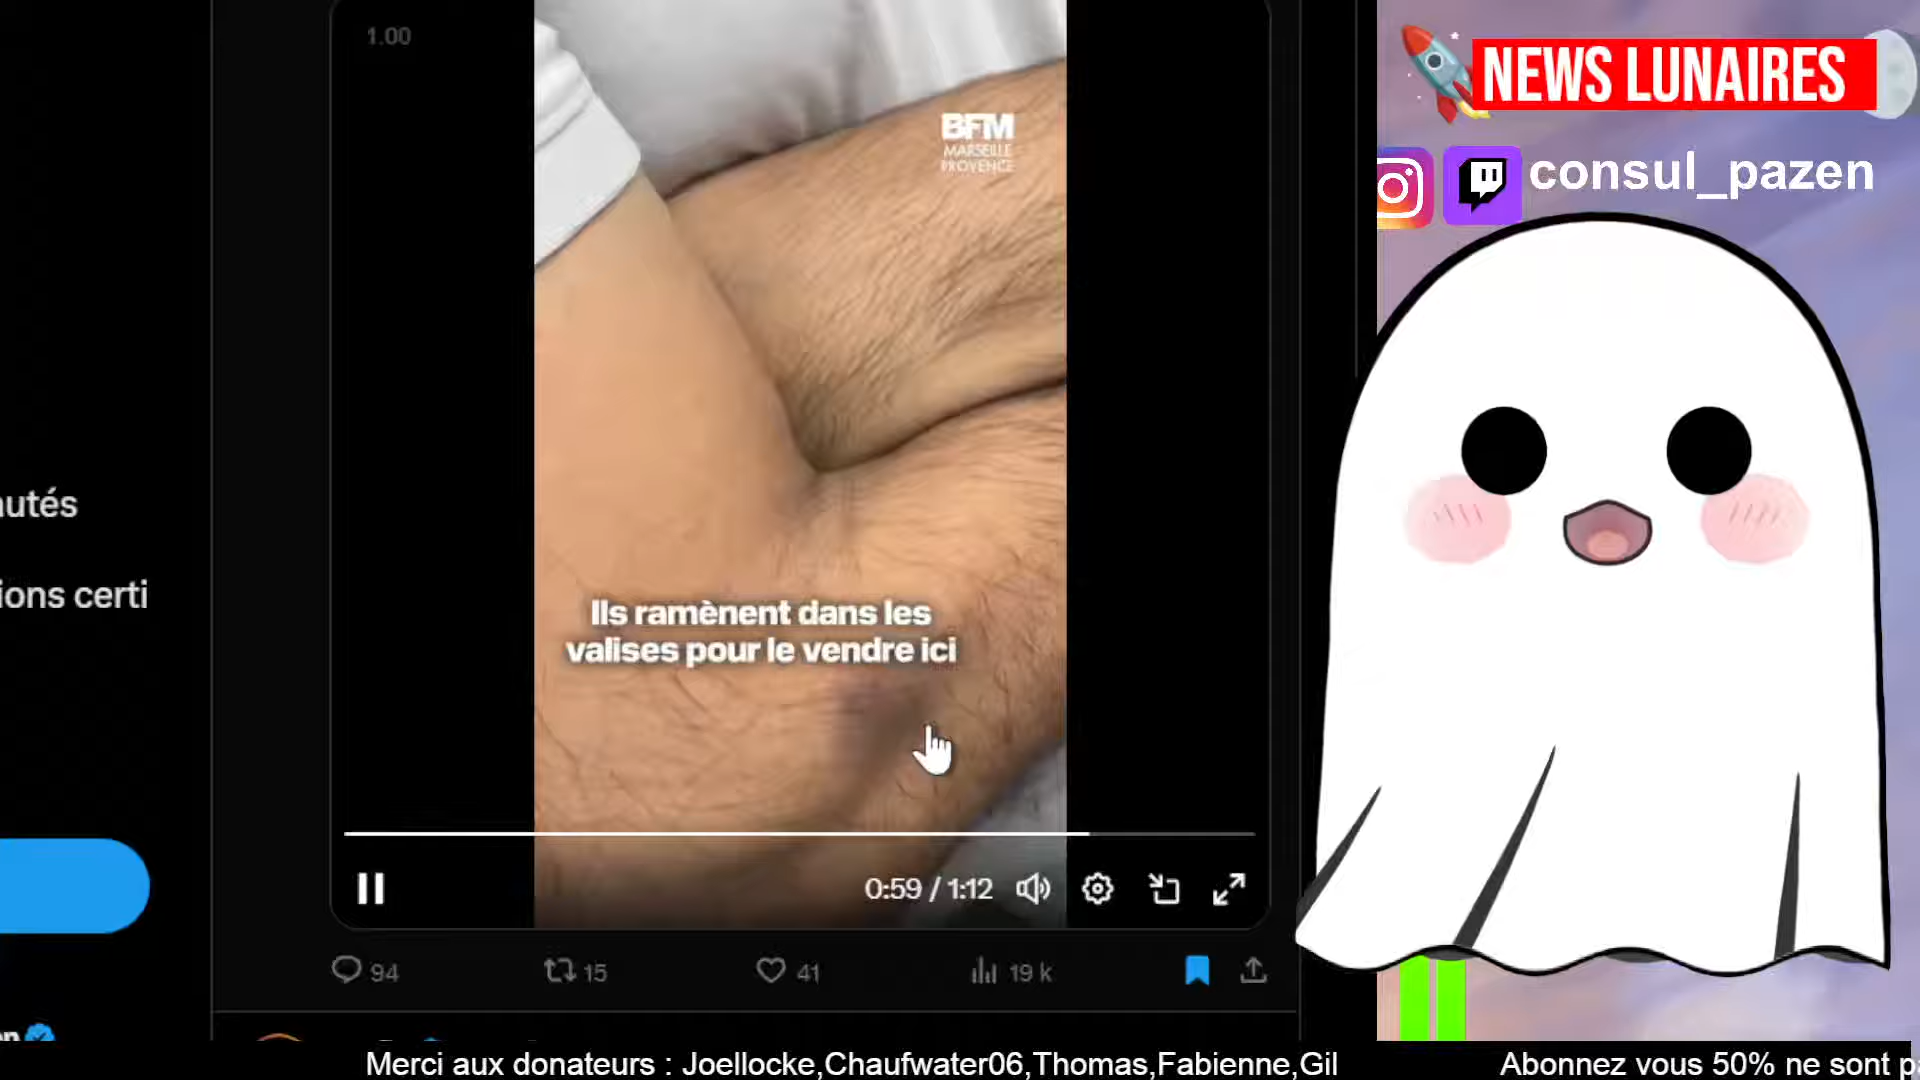 1.00
BFM
MARSEILLE
PROVENCE
NEWS LUNAIRES
consul_pazen
autés
ions certi
Ils ramènent dans les
valises pour le vendre ici
0:59 / 1:12
94
15
41
19 k
Merci aux donateurs : Joellocke,Chaufwater06,Thomas,Fabienne,Gil
Abonnez vous 50% ne sont pa